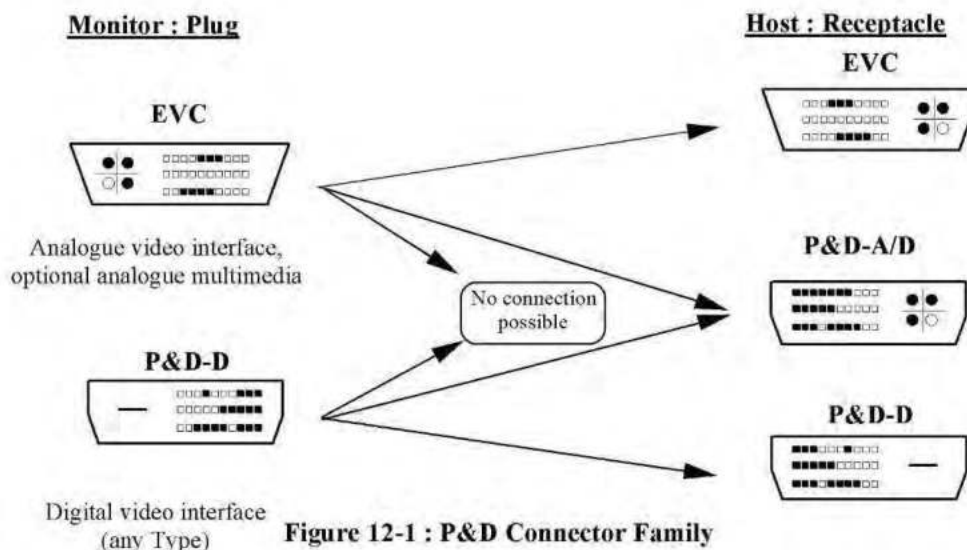 Monitor : Plug
Host : Receptacle
EVC
EVC
Analogue video interface,
optional analogue multimedia
P&D-A/D
No connection
possible
P&D-D
P&D-D
Digital video interface
(any Type)
Figure 12-1 : P&D Connector Family